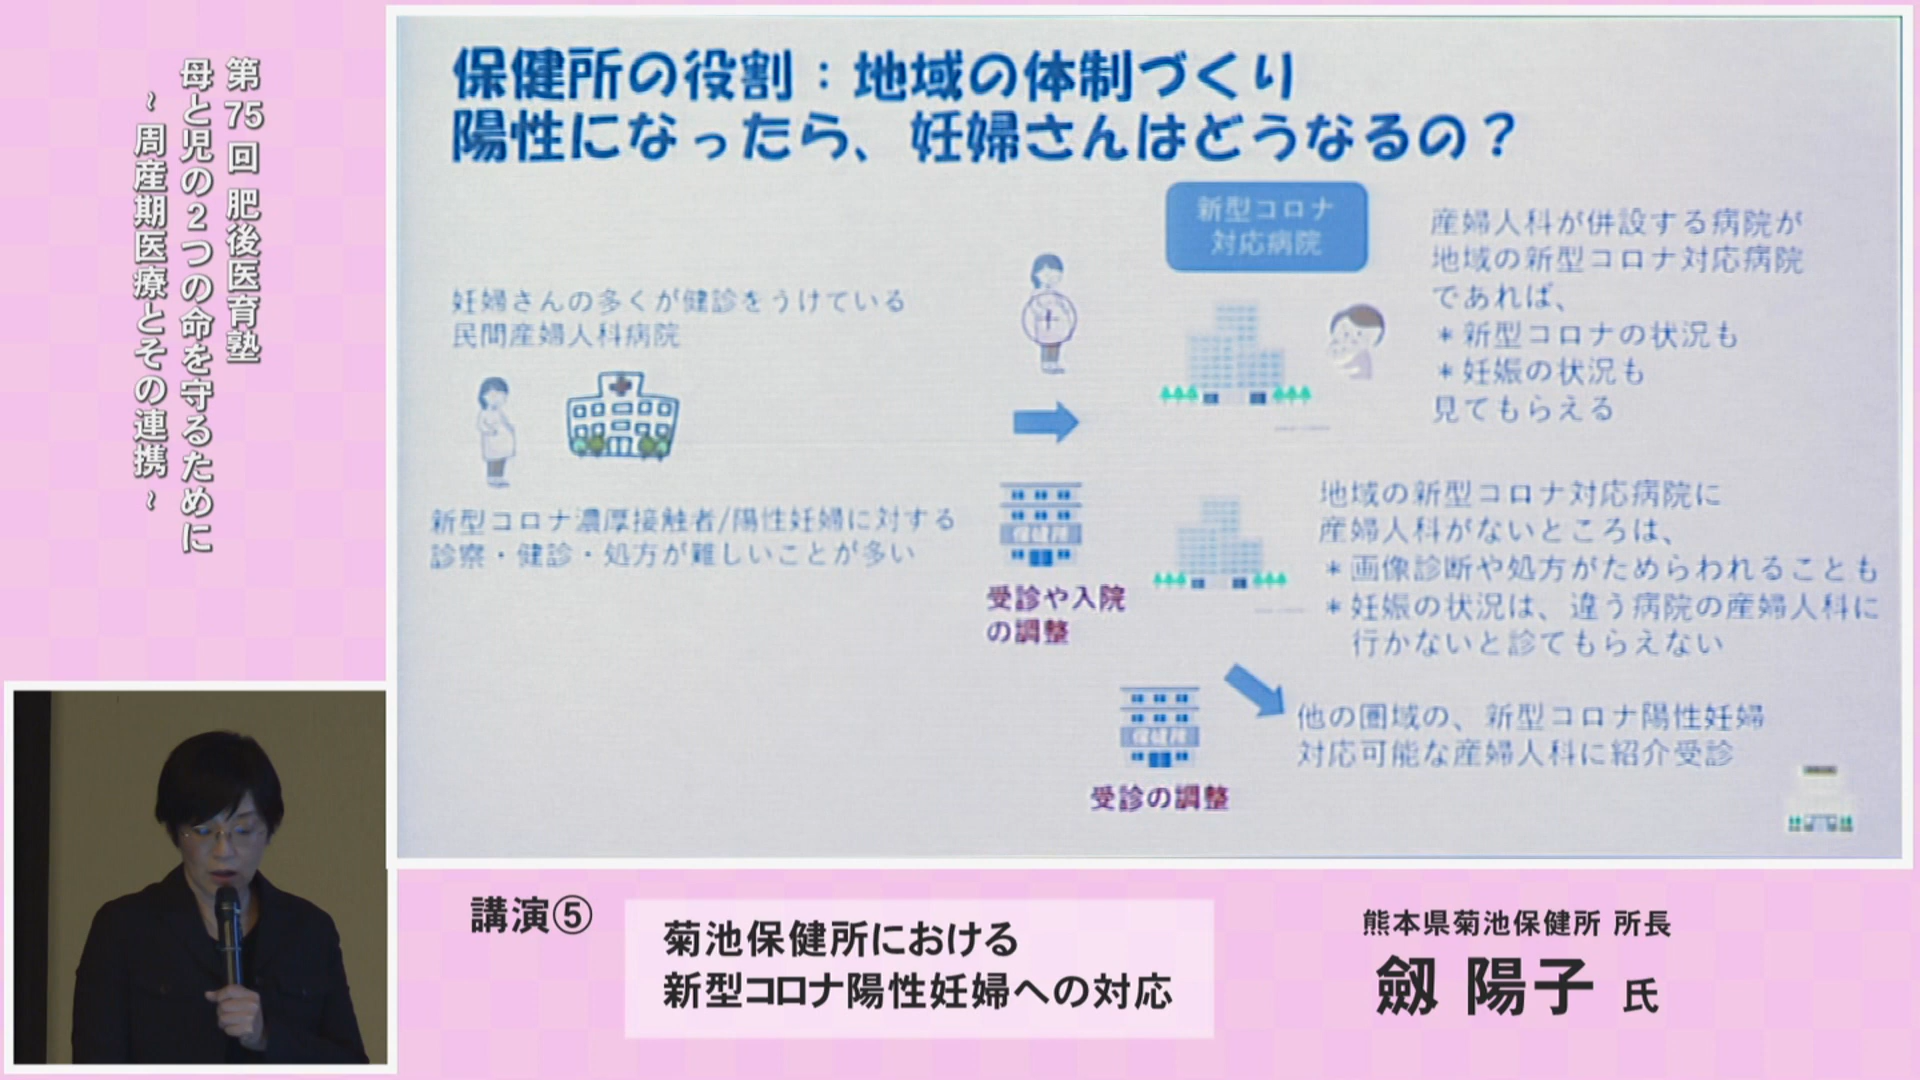 第75回 肥後医育塾
母と児の2つの命を守るために
~周産期医療とその連携~
保健所の役割：地域の体制づくり
陽性になったら、妊婦さんはどうなるの？
妊婦さんの多くが健診をうけている
民間産婦人科病院
新型コロナ濃厚接触者/陽性妊婦に対する
診察・健診・処方が難しいことが多い
新型コロナ
対応病院
産婦人科が併設する病院が
地域の新型コロナ対応病院
であれば、
＊新型コロナの状況も
＊妊娠の状況も
見てもらえる
保健所
受診や入院
の調整
地域の新型コロナ対応病院に
産婦人科がないところは、
＊画像診断や処方がためらわれることも
＊妊娠の状況は、違う病院の産婦人科に
行かないと診てもらえない
保健所
受診の調整
他の圏域の、新型コロナ陽性妊婦
対応可能な産婦人科に紹介受診
講演⑤
菊池保健所における
新型コロナ陽性妊婦への対応
熊本県菊池保健所 所長
劔 陽子 氏